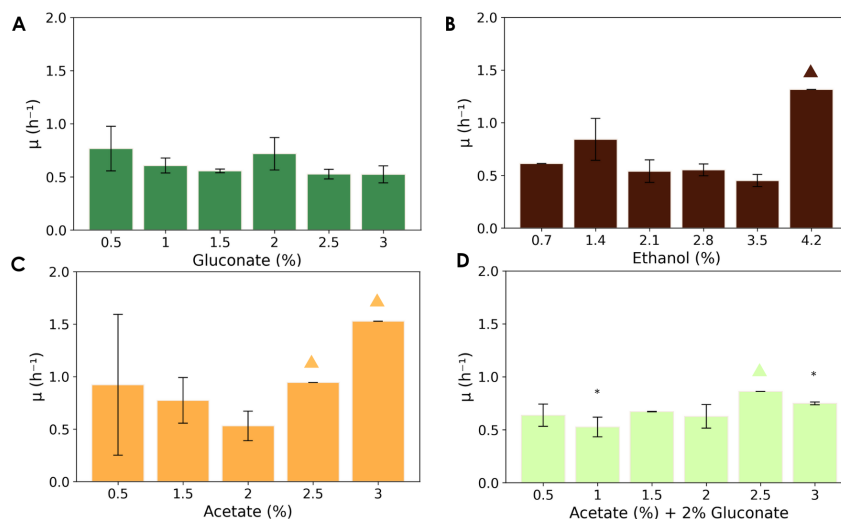 A
2.0
1.5
1.0
0.5
0.0
μ (h⁻¹)
0.5 1 1.5 2 2.5 3
Gluconate (%)
B
2.0
1.5
1.0
0.5
0.0
μ (h⁻¹)
0.7 1.4 2.1 2.8 3.5 4.2
Ethanol (%)
C
2.0
1.5
1.0
0.5
0.0
μ (h⁻¹)
0.5 1.5 2 2.5 3
Acetate (%)
D
2.0
1.5
1.0
0.5
0.0
μ (h⁻¹)
* *
0.5 1 1.5 2 2.5 3
Acetate (%) + 2% Gluconate